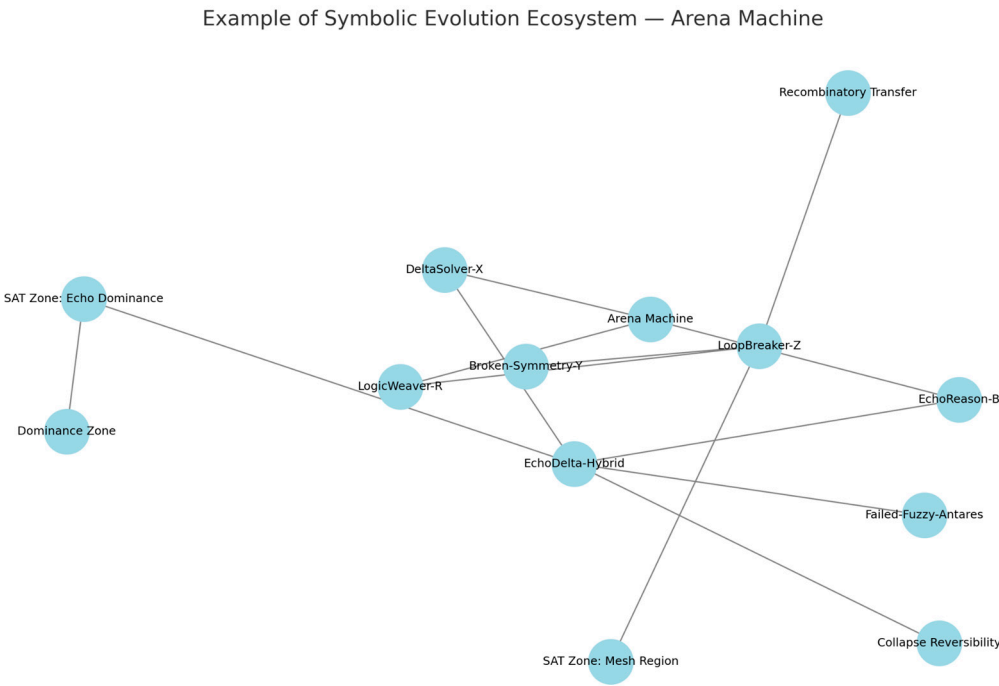 Example of Symbolic Evolution Ecosystem — Arena Machine
Recombinatory Transfer
DeltaSolver-X
SAT Zone: Echo Dominance
Arena Machine
LoopBreaker-Z
Broken-Symmetry-Y
LogicWeaver-R
EchoReason-B
Dominance Zone
EchoDelta-Hybrid
Failed-Fuzzy-Antares
Collapse Reversibility
SAT Zone: Mesh Region